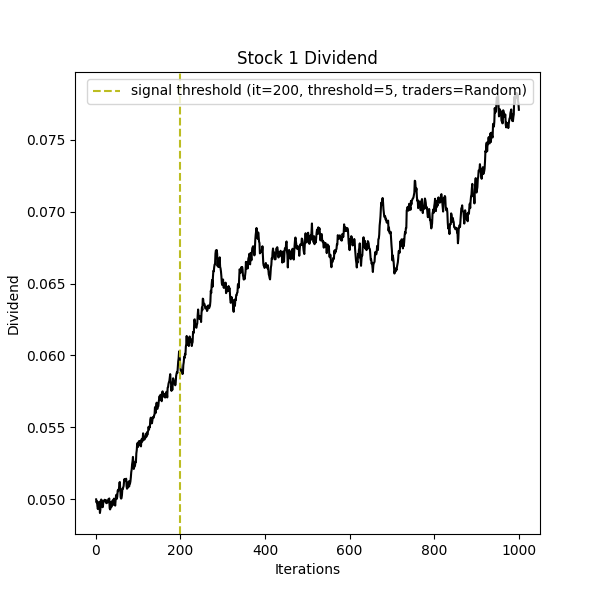 Stock 1 Dividend
signal threshold (it=200, threshold=5, traders=Random)
0.075
0.070
0.065
0.060
0.055
0.050
Dividend
0 200 400 600 800 1000
Iterations